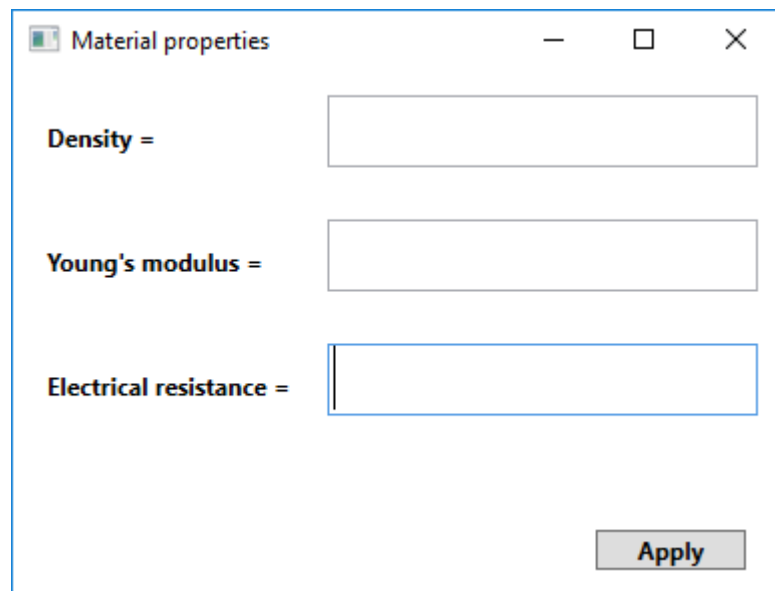 Material properties
Density =
Young's modulus =
Electrical resistance =
Apply